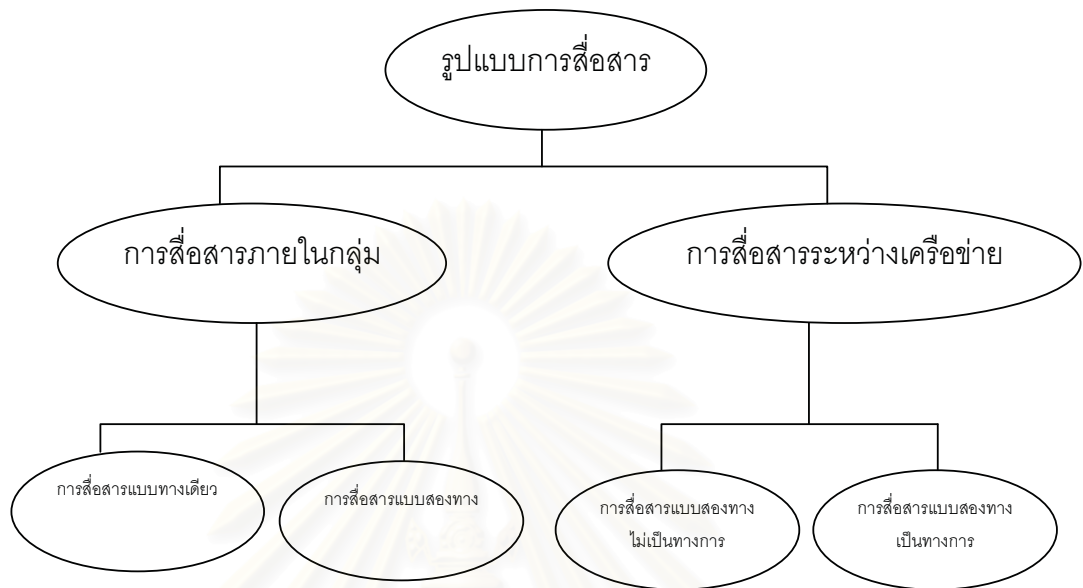 รูปแบบการสื่อสาร
การสื่อสารภายในกลุ่ม
การสื่อสารระหว่างเครือข่าย
การสื่อสารแบบทางเดียว
การสื่อสารแบบสองทาง
การสื่อสารแบบสองทาง
ไม่เป็นทางการ
การสื่อสารแบบสองทาง
เป็นทางการ